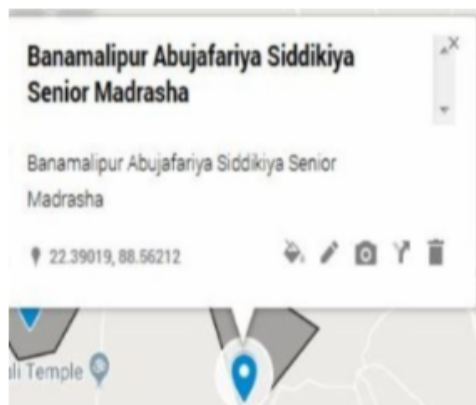 Banamalipur Abujafariya Siddikiya
Senior Madrasha
Banamalipur Abujafariya Siddikiya Senior
Madrasha
22.39019, 88.56212
li Temple